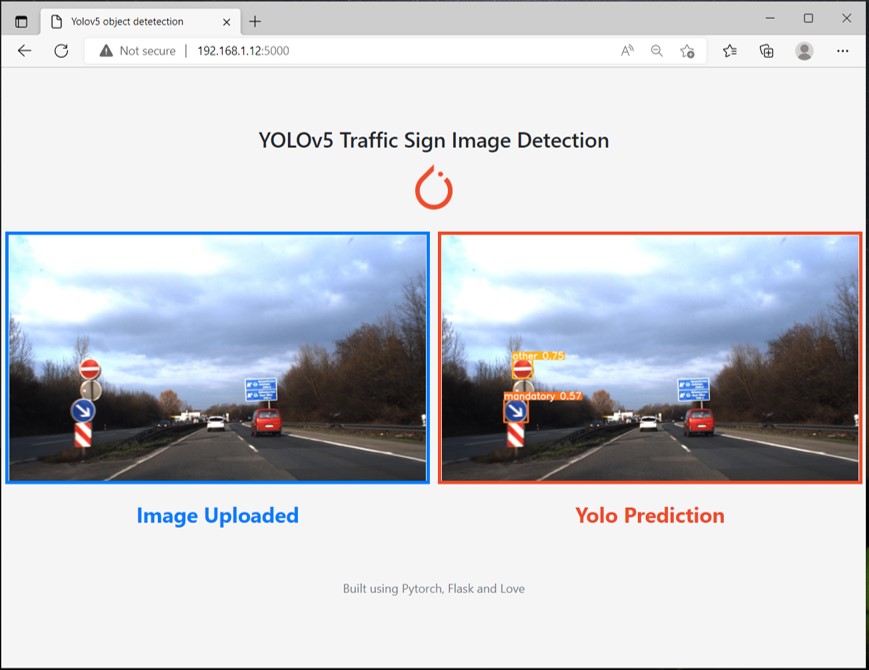 Yolov5 object detetection
Not secure | 192.168.1.12:5000
YOLOv5 Traffic Sign Image Detection
other 0.75
mandatory 0.57
Image Uploaded
Yolo Prediction
Built using Pytorch, Flask and Love